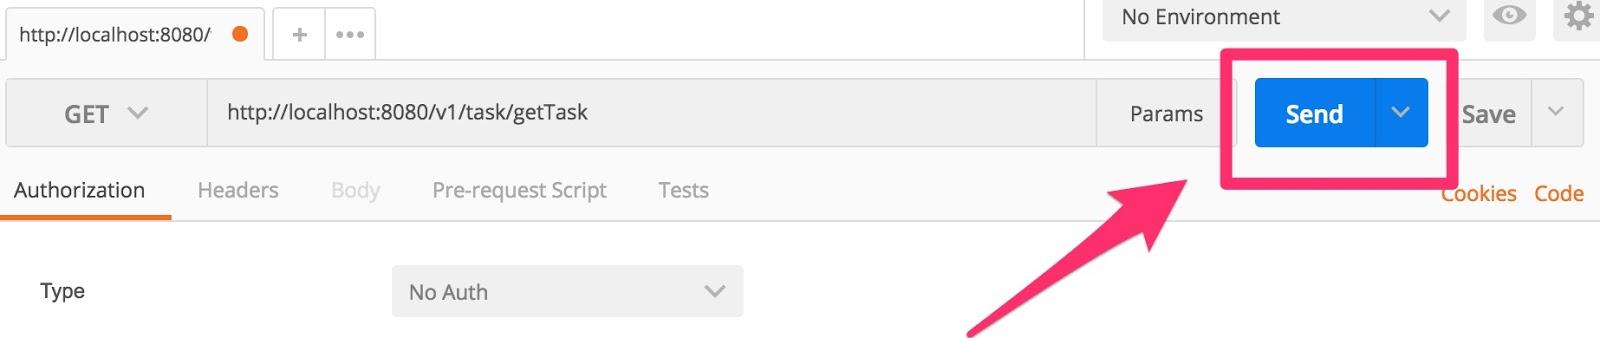 http://localhost:8080/
No Environment
GET
http://localhost:8080/v1/task/getTask
Params
Send
Save
Authorization
Headers
Body
Pre-request Script
Tests
Cookies
Code
Type
No Auth